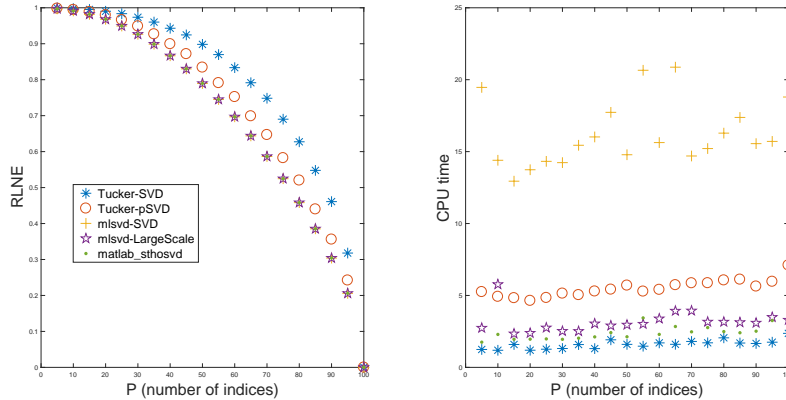 1
0.9
0.8
0.7
0.6
0.5
0.4
0.3
0.2
0.1
0
RLNE
Tucker-SVD
Tucker-pSVD
mlsvd-SVD
mlsvd-LargeScale
matlab_sthosvd
0 10 20 30 40 50 60 70 80 90 100
P (number of indices)
25
20
15
10
5
0
CPU time
0 10 20 30 40 50 60 70 80 90 100
P (number of indices)